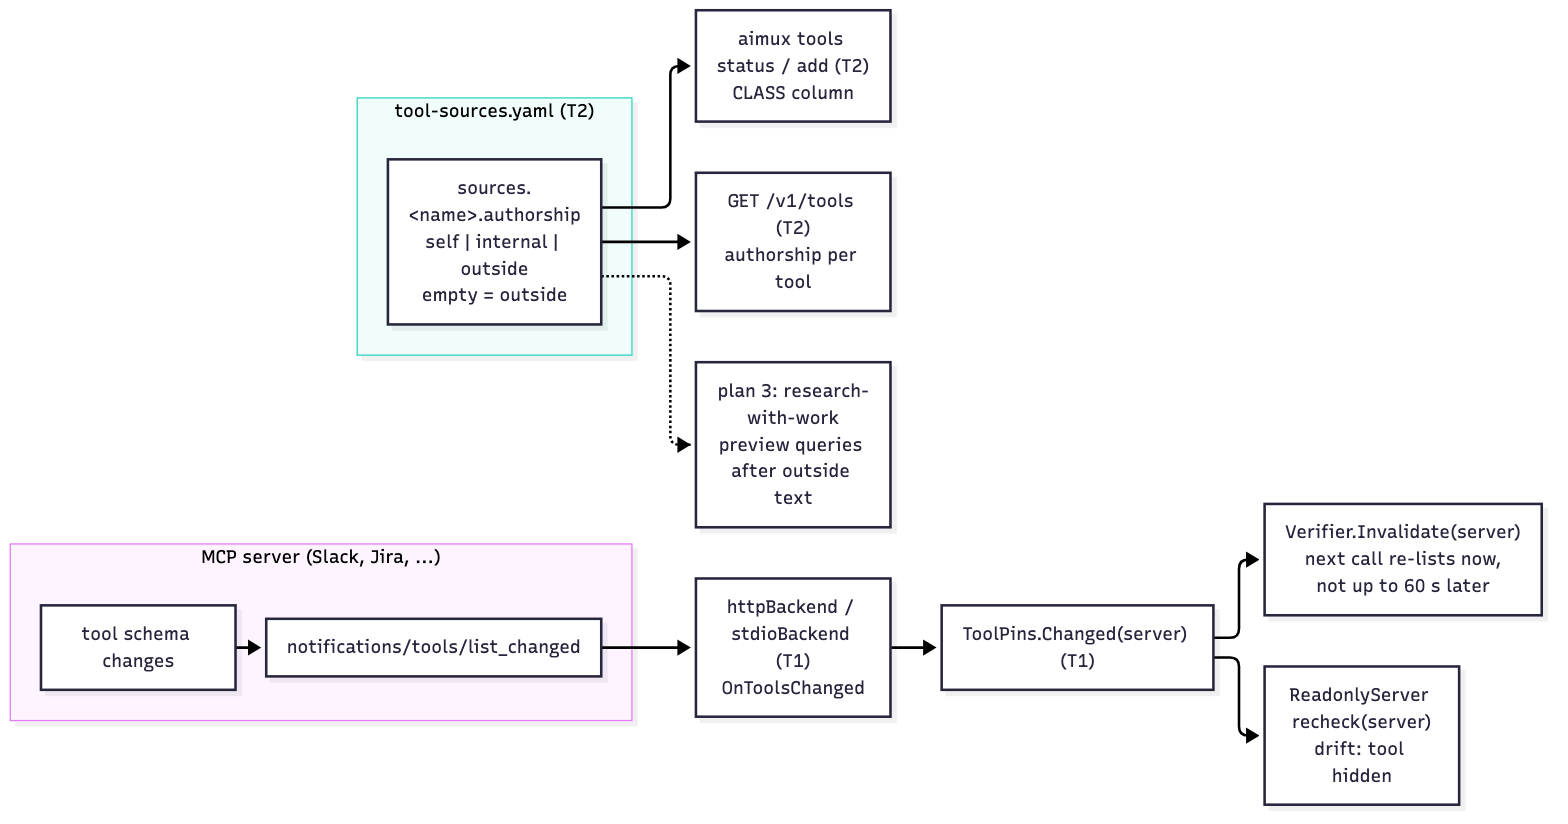 aimux tools
status / add (T2)
CLASS column
tool-sources.yaml (T2)
sources.
<name>.authorship
self | internal |
outside
empty = outside
GET /v1/tools
(T2)
authorship per
tool
plan 3: research-
with-work
preview queries
after outside
text
MCP server (Slack, Jira, ...)
tool schema
changes
notifications/tools/list_changed
httpBackend /
stdioBackend
(T1)
OnToolsChanged
ToolPins.Changed(server)
(T1)
Verifier.Invalidate(server)
next call re-lists now,
not up to 60 s later
ReadonlyServer
recheck(server)
drift: tool
hidden